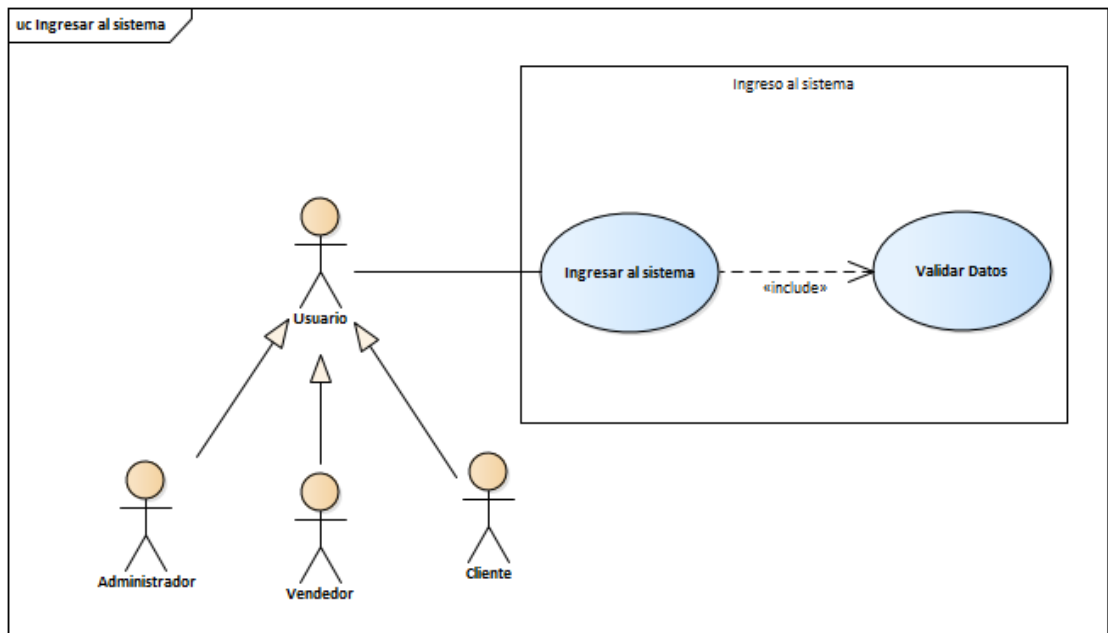 uc Ingresar al sistema
Ingreso al sistema
Ingresar al sistema
Validar Datos
«include»
Usuario
Administrador
Vendedor
Cliente